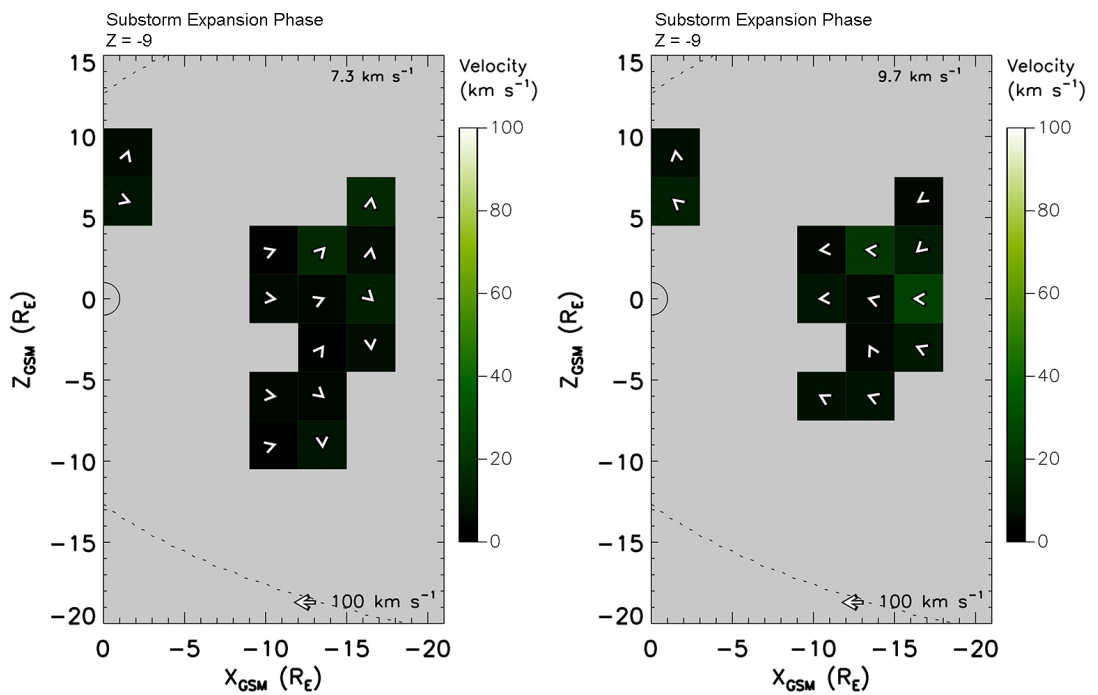 Substorm Expansion Phase
Z = -9
7.3 km s⁻¹
Velocity
(km s⁻¹)
100
80
60
40
20
0
15
10
5
0
−5
−10
−15
−20
Z_GSM (R_E)
100 km s⁻¹
0 −5 −10 −15 −20
X_GSM (R_E)
Substorm Expansion Phase
Z = -9
9.7 km s⁻¹
Velocity
(km s⁻¹)
100
80
60
40
20
0
15
10
5
0
−5
−10
−15
−20
Z_GSM (R_E)
100 km s⁻¹
0 −5 −10 −15 −20
X_GSM (R_E)